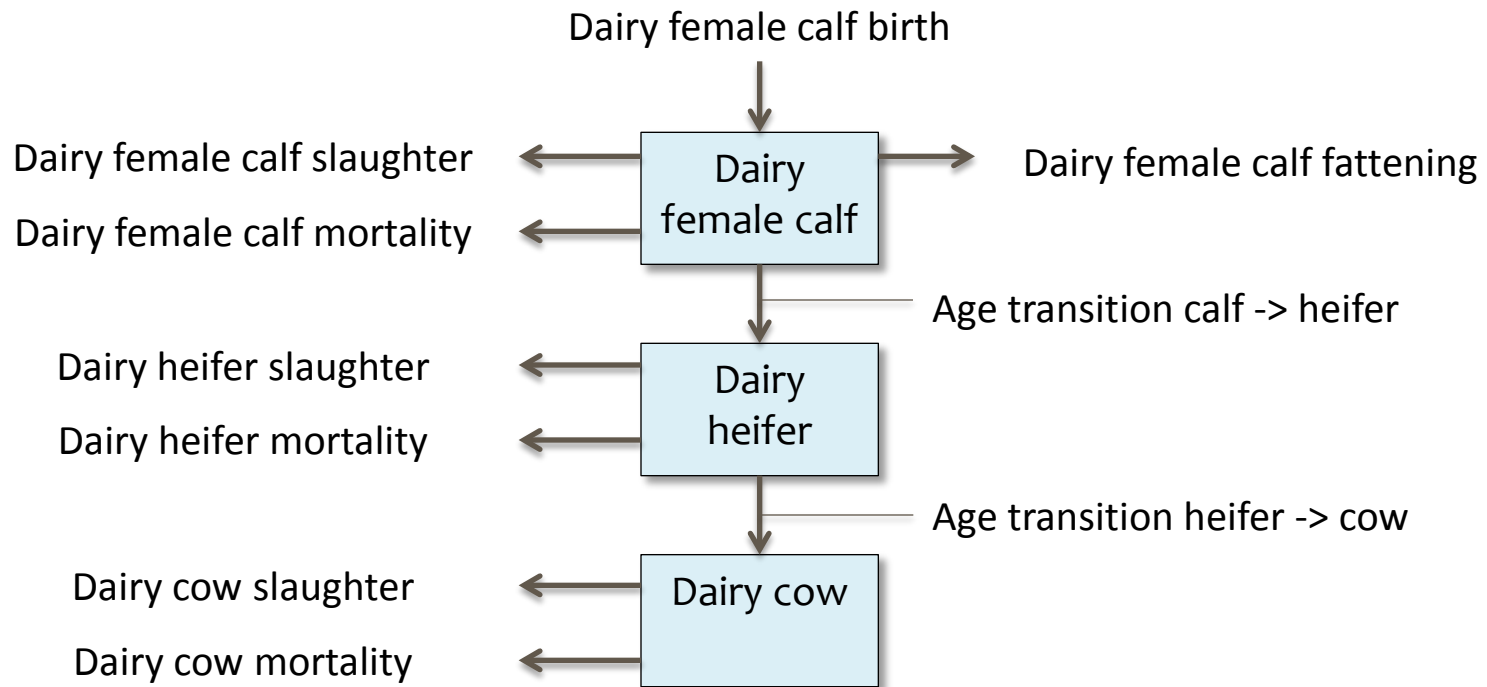 Dairy female calf birth
Dairy female calf slaughter
Dairy
female calf
Dairy female calf fattening
Dairy female calf mortality
Age transition calf -> heifer
Dairy heifer slaughter
Dairy
heifer
Dairy heifer mortality
Age transition heifer -> cow
Dairy cow slaughter
Dairy cow
Dairy cow mortality